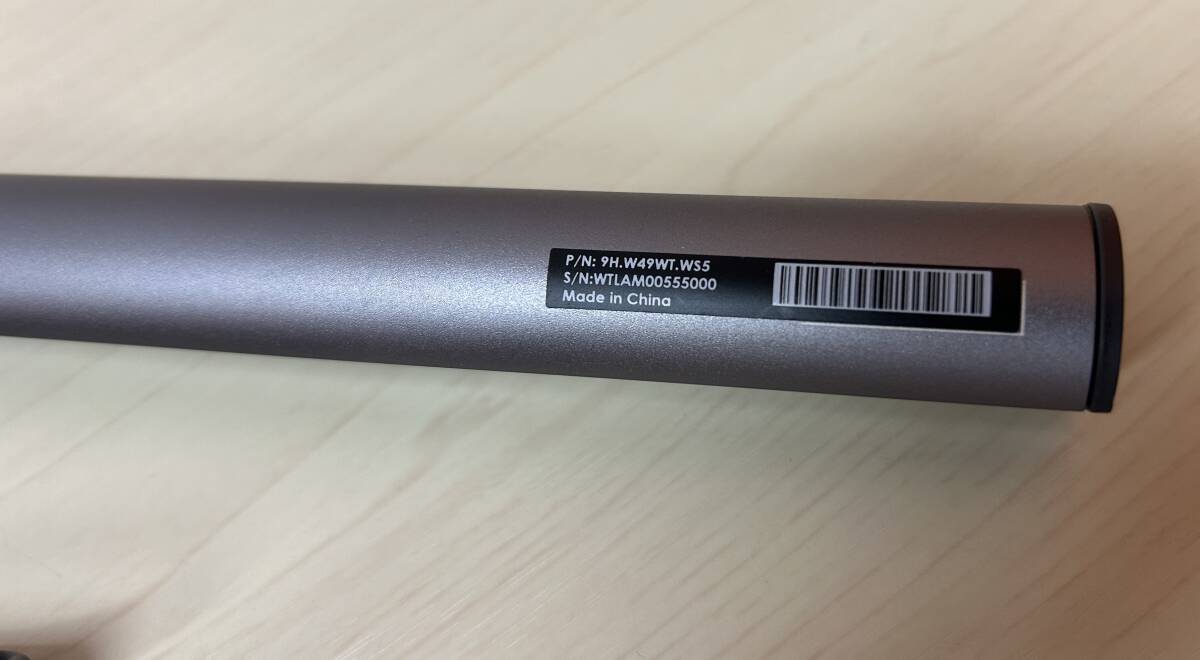 P/N: 9H.W49WT.WS5
S/N:WTLAM00555000
Made in China